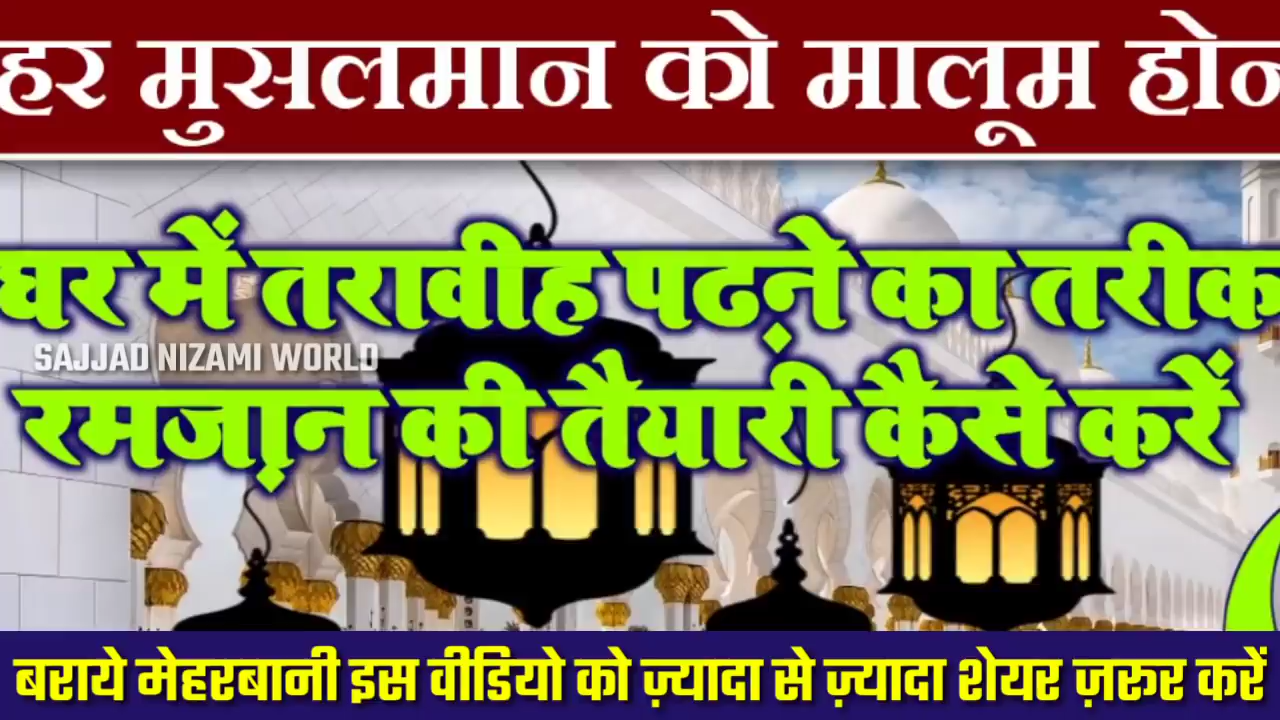 हर मुसलमान को मालूम होन
घर में तरावीह पढ़ने का तरीक
SAJJAD NIZAMI WORLD
रमज़ान की तैयारी कैसे करें
बराये मेहरबानी इस वीडियो को ज़्यादा से ज़्यादा शेयर ज़रूर करें